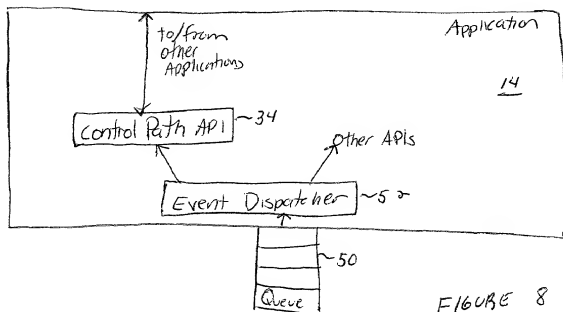 to/from
other
Applications
Application
14
Control Path API
34
Other APIs
Event Dispatcher
52
50
Queue
FIGURE 8